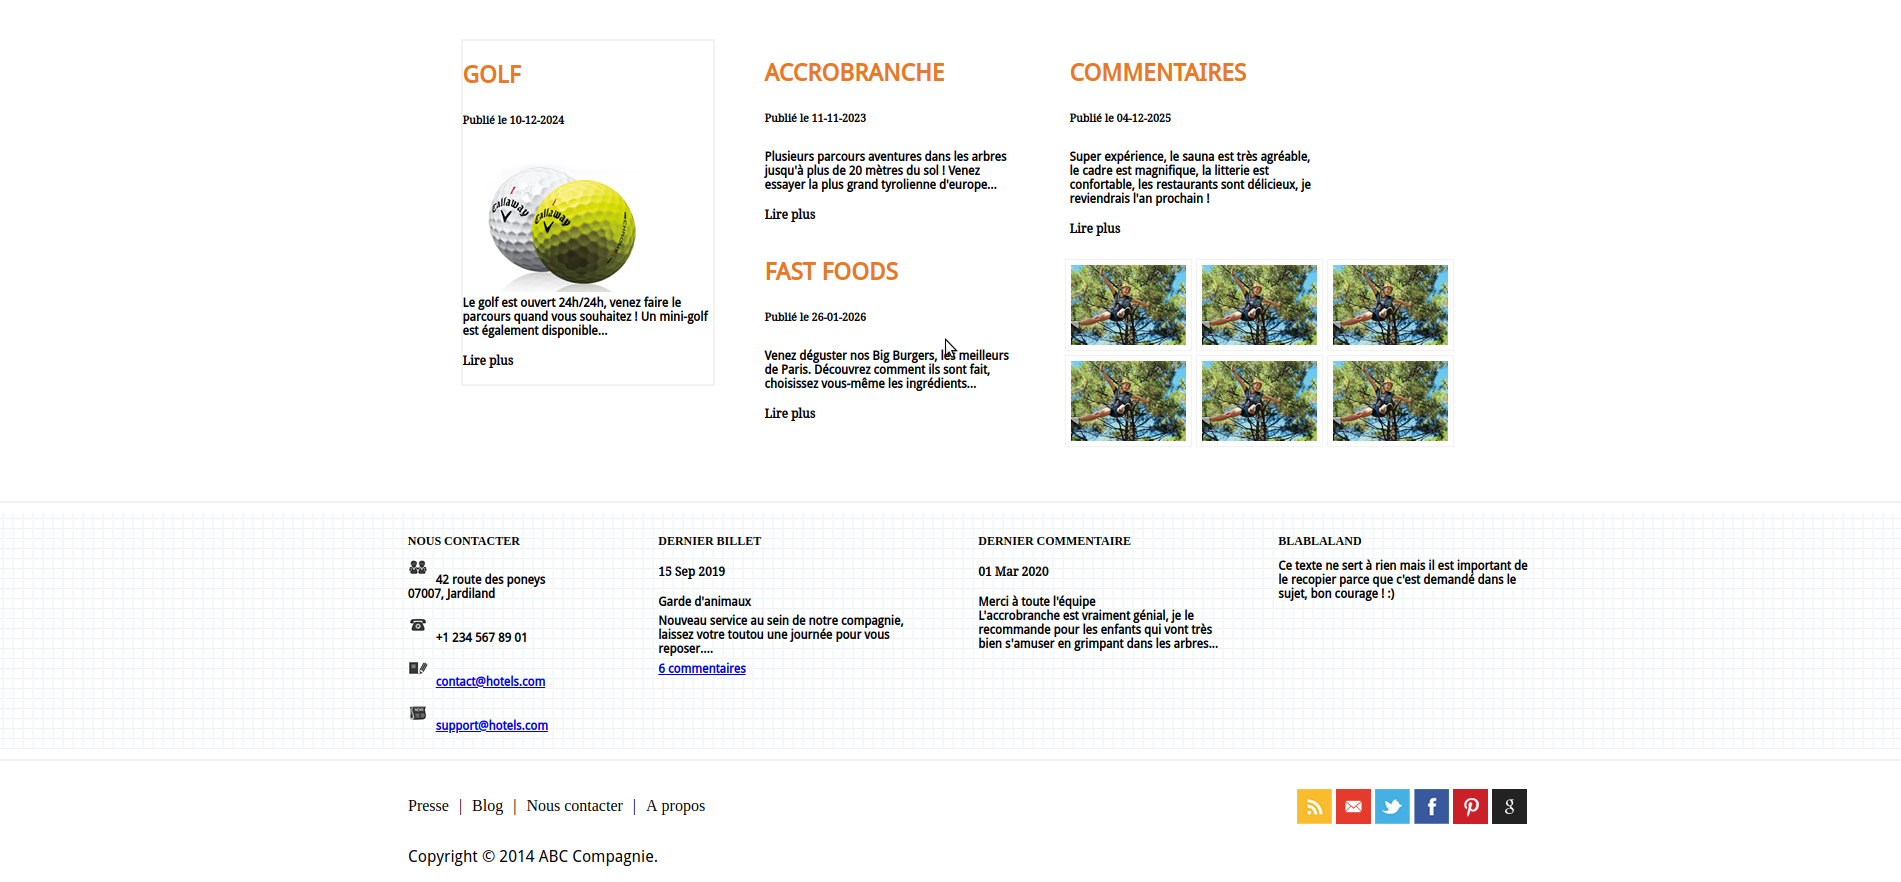 GOLF
Publié le 10-12-2024
Callaway
Callaway
Le golf est ouvert 24h/24h, venez faire le
parcours quand vous souhaitez ! Un mini-golf
est également disponible...
Lire plus
ACCROBRANCHE
Publié le 11-11-2023
Plusieurs parcours aventures dans les arbres
jusqu'à plus de 20 mètres du sol ! Venez
essayer la plus grand tyrolienne d'europe...
Lire plus
FAST FOODS
Publié le 26-01-2026
Venez déguster nos Big Burgers, les meilleurs
de Paris. Découvrez comment ils sont fait,
choisissez vous-même les ingrédients...
Lire plus
COMMENTAIRES
Publié le 04-12-2025
Super expérience, le sauna est très agréable,
le cadre est magnifique, la litterie est
confortable, les restaurants sont délicieux, je
reviendrais l'an prochain !
Lire plus
NOUS CONTACTER
42 route des poneys
07007, Jardiland
+1 234 567 89 01
contact@hotels.com
support@hotels.com
DERNIER BILLET
15 Sep 2019
Garde d'animaux
Nouveau service au sein de notre compagnie,
laissez votre toutou une journée pour vous
reposer....
6 commentaires
DERNIER COMMENTAIRE
01 Mar 2020
Merci à toute l'équipe
L'accrobranche est vraiment génial, je le
recommande pour les enfants qui vont très
bien s'amuser en grimpant dans les arbres...
BLABLALAND
Ce texte ne sert à rien mais il est important de
le recopier parce que c'est demandé dans le
sujet, bon courage ! :)
Presse | Blog | Nous contacter | A propos
Copyright © 2014 ABC Compagnie.